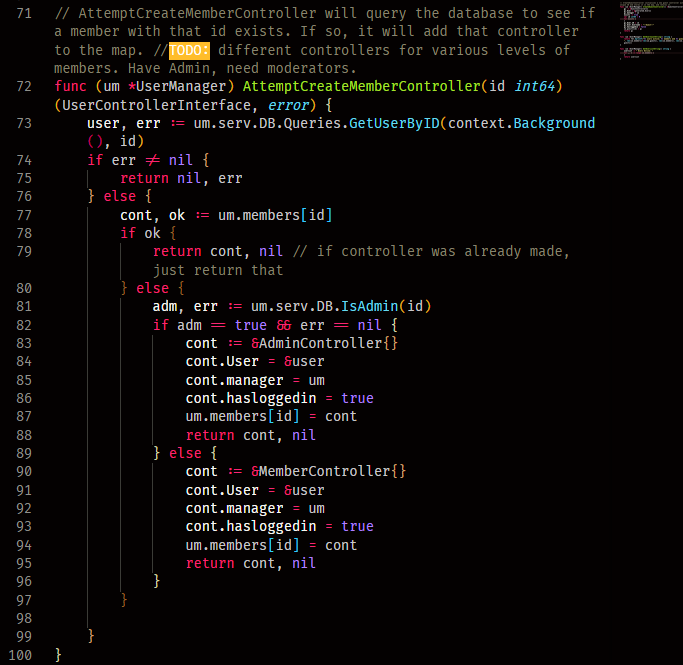 71 // AttemptCreateMemberController will query the database to see if
a member with that id exists. If so, it will add that controller
to the map. //TODO: different controllers for various levels of
members. Have Admin, need moderators.
72 func (um *UserManager) AttemptCreateMemberController(id int64)
(UserControllerInterface, error) {
73 user, err := um.serv.DB.Queries.GetUserByID(context.Background
(), id)
74 if err != nil {
75 return nil, err
76 } else {
77 cont, ok := um.members[id]
78 if ok {
79 return cont, nil // if controller was already made,
just return that
80 } else {
81 adm, err := um.serv.DB.IsAdmin(id)
82 if adm == true && err == nil {
83 cont := &AdminController{}
84 cont.User = &user
85 cont.manager = um
86 cont.hasloggedin = true
87 um.members[id] = cont
88 return cont, nil
89 } else {
90 cont := &MemberController{}
91 cont.User = &user
92 cont.manager = um
93 cont.hasloggedin = true
94 um.members[id] = cont
95 return cont, nil
96 }
97 }
98
99 }
100 }